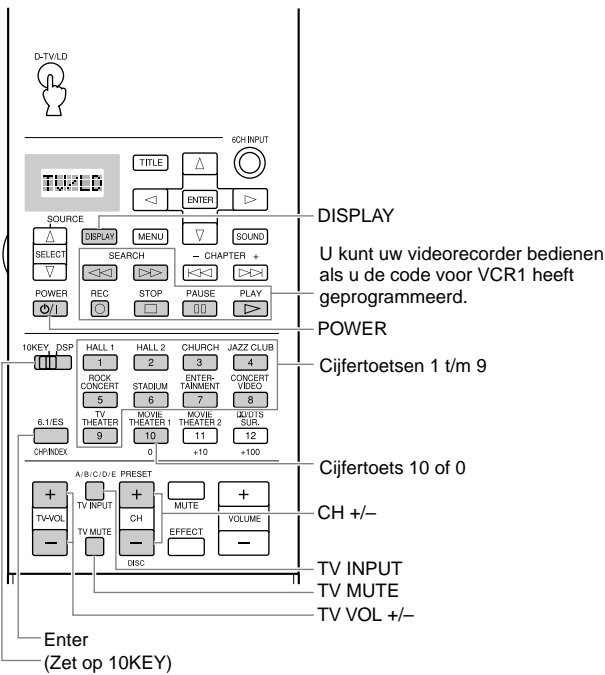 D-TV/LD
6CH INPUT
TITLE
TV/LD
ENTER
SOURCE
SELECT
DISPLAY
MENU
SOUND
SEARCH
– CHAPTER +
POWER
REC
STOP
PAUSE
PLAY
10KEY DSP
HALL 1
HALL 2
CHURCH
JAZZ CLUB
1
2
3
4
ROCK CONCERT
STADIUM
ENTER-TAINMENT
CONCERT VIDEO
5
6
7
8
6.1/ES
TV THEATER
MOVIE THEATER 1
MOVIE THEATER 2
DD/DTS SUR.
9
10
11
12
CHP/INDEX
0
+10
+100
A/B/C/D/E
PRESET
+
TV-VOL
–
TV INPUT
TV MUTE
+
CH
–
DISC
MUTE
EFFECT
+
VOLUME
–
DISPLAY
U kunt uw videorecorder bedienen
als u de code voor VCR1 heeft
geprogrammeerd.
POWER
Cijfertoetsen 1 t/m 9
Cijfertoets 10 of 0
CH +/–
TV INPUT
TV MUTE
TV VOL +/–
Enter
(Zet op 10KEY)